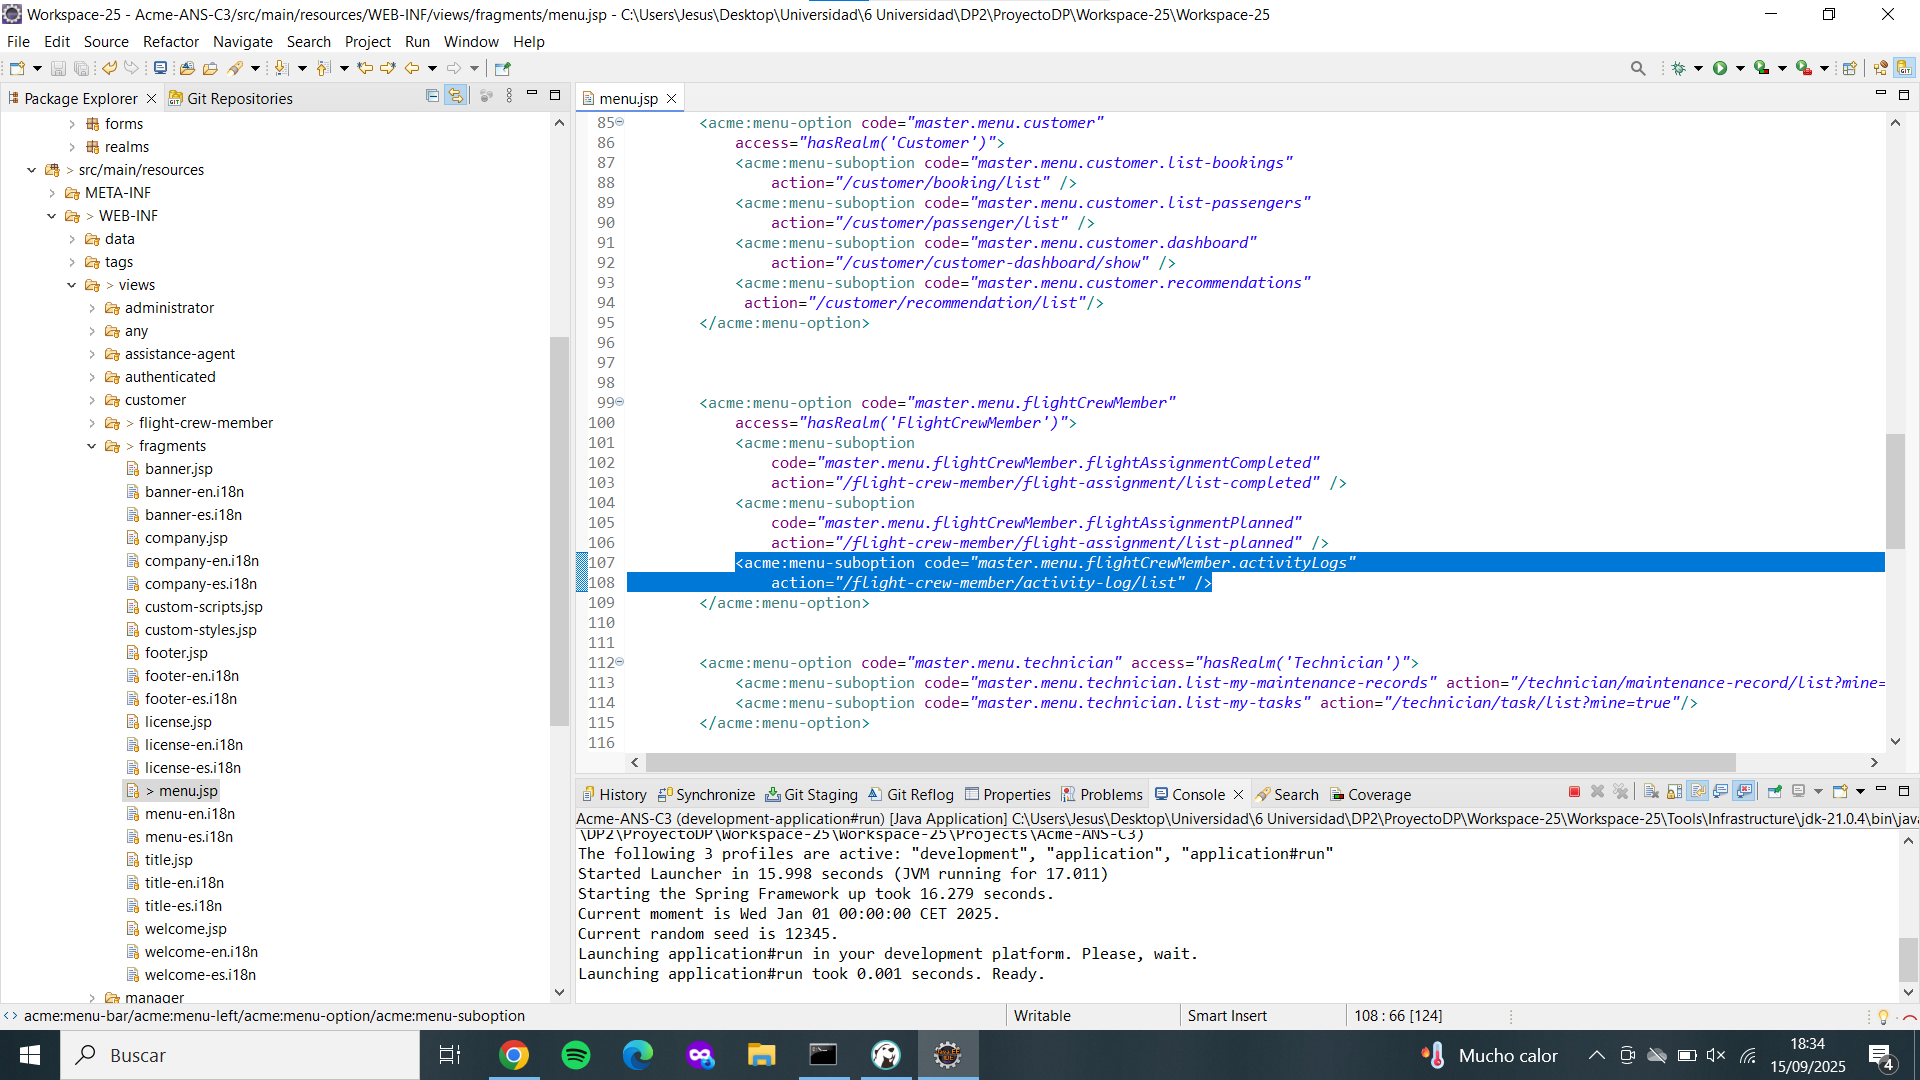 Workspace-25 - Acme-ANS-C3/src/main/resources/WEB-INF/views/fragments/menu.jsp - C:\Users\Jesus\Desktop\Universidad\6 Universidad\DP2\ProyectoDP\Workspace-25\Workspace-25
File Edit Source Refactor Navigate Search Project Run Window Help
Package Explorer
Git Repositories
forms
realms
> src/main/resources
META-INF
> WEB-INF
data
tags
> views
administrator
any
assistance-agent
authenticated
customer
> flight-crew-member
> fragments
banner.jsp
banner-en.i18n
banner-es.i18n
company.jsp
company-en.i18n
company-es.i18n
custom-scripts.jsp
custom-styles.jsp
footer.jsp
footer-en.i18n
footer-es.i18n
license.jsp
license-en.i18n
license-es.i18n
> menu.jsp
menu-en.i18n
menu-es.i18n
title.jsp
title-en.i18n
title-es.i18n
welcome.jsp
welcome-en.i18n
welcome-es.i18n
manager
menu.jsp
85 <acme:menu-option code="master.menu.customer"
86 access="hasRealm('Customer')">
87 <acme:menu-suboption code="master.menu.customer.list-bookings"
88 action="/customer/booking/list" />
89 <acme:menu-suboption code="master.menu.customer.list-passengers"
90 action="/customer/passenger/list" />
91 <acme:menu-suboption code="master.menu.customer.dashboard"
92 action="/customer/customer-dashboard/show" />
93 <acme:menu-suboption code="master.menu.customer.recommendations"
94 action="/customer/recommendation/list"/>
95 </acme:menu-option>
96
97
98
99 <acme:menu-option code="master.menu.flightCrewMember"
100 access="hasRealm('FlightCrewMember')">
101 <acme:menu-suboption
102 code="master.menu.flightCrewMember.flightAssignmentCompleted"
103 action="/flight-crew-member/flight-assignment/list-completed" />
104 <acme:menu-suboption
105 code="master.menu.flightCrewMember.flightAssignmentPlanned"
106 action="/flight-crew-member/flight-assignment/list-planned" />
107 <acme:menu-suboption code="master.menu.flightCrewMember.activityLogs"
108 action="/flight-crew-member/activity-log/list" />
109 </acme:menu-option>
110
111
112 <acme:menu-option code="master.menu.technician" access="hasRealm('Technician')">
113 <acme:menu-suboption code="master.menu.technician.list-my-maintenance-records" action="/technician/maintenance-record/list?mine=
114 <acme:menu-suboption code="master.menu.technician.list-my-tasks" action="/technician/task/list?mine=true"/>
115 </acme:menu-option>
116
History Synchronize Git Staging Git Reflog Properties Problems Console Search Coverage
Acme-ANS-C3 (development-application#run) [Java Application] C:\Users\Jesus\Desktop\Universidad\6 Universidad\DP2\ProyectoDP\Workspace-25\Workspace-25\Tools\Infrastructure\jdk-21.0.4\bin\java
\DP2\ProyectoDP\Workspace-25\Workspace-25\Projects\Acme-ANS-C3)
The following 3 profiles are active: "development", "application", "application#run"
Started Launcher in 15.998 seconds (JVM running for 17.011)
Starting the Spring Framework up took 16.279 seconds.
Current moment is Wed Jan 01 00:00:00 CET 2025.
Current random seed is 12345.
Launching application#run in your development platform. Please, wait.
Launching application#run took 0.001 seconds. Ready.
acme:menu-bar/acme:menu-left/acme:menu-option/acme:menu-suboption
Writable
Smart Insert
108 : 66 [124]
Buscar
Mucho calor
18:34
15/09/2025
4